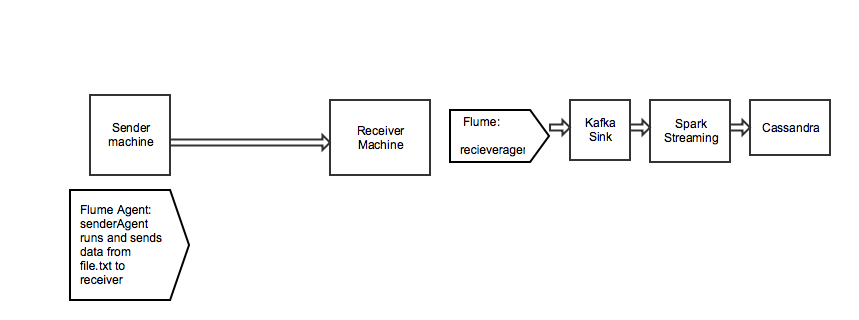 Sender
machine
Receiver
Machine
Flume:
recieverager
Kafka
Sink
Spark
Streaming
Cassandra
Flume Agent:
senderAgent
runs and sends
data from
file.txt to
receiver